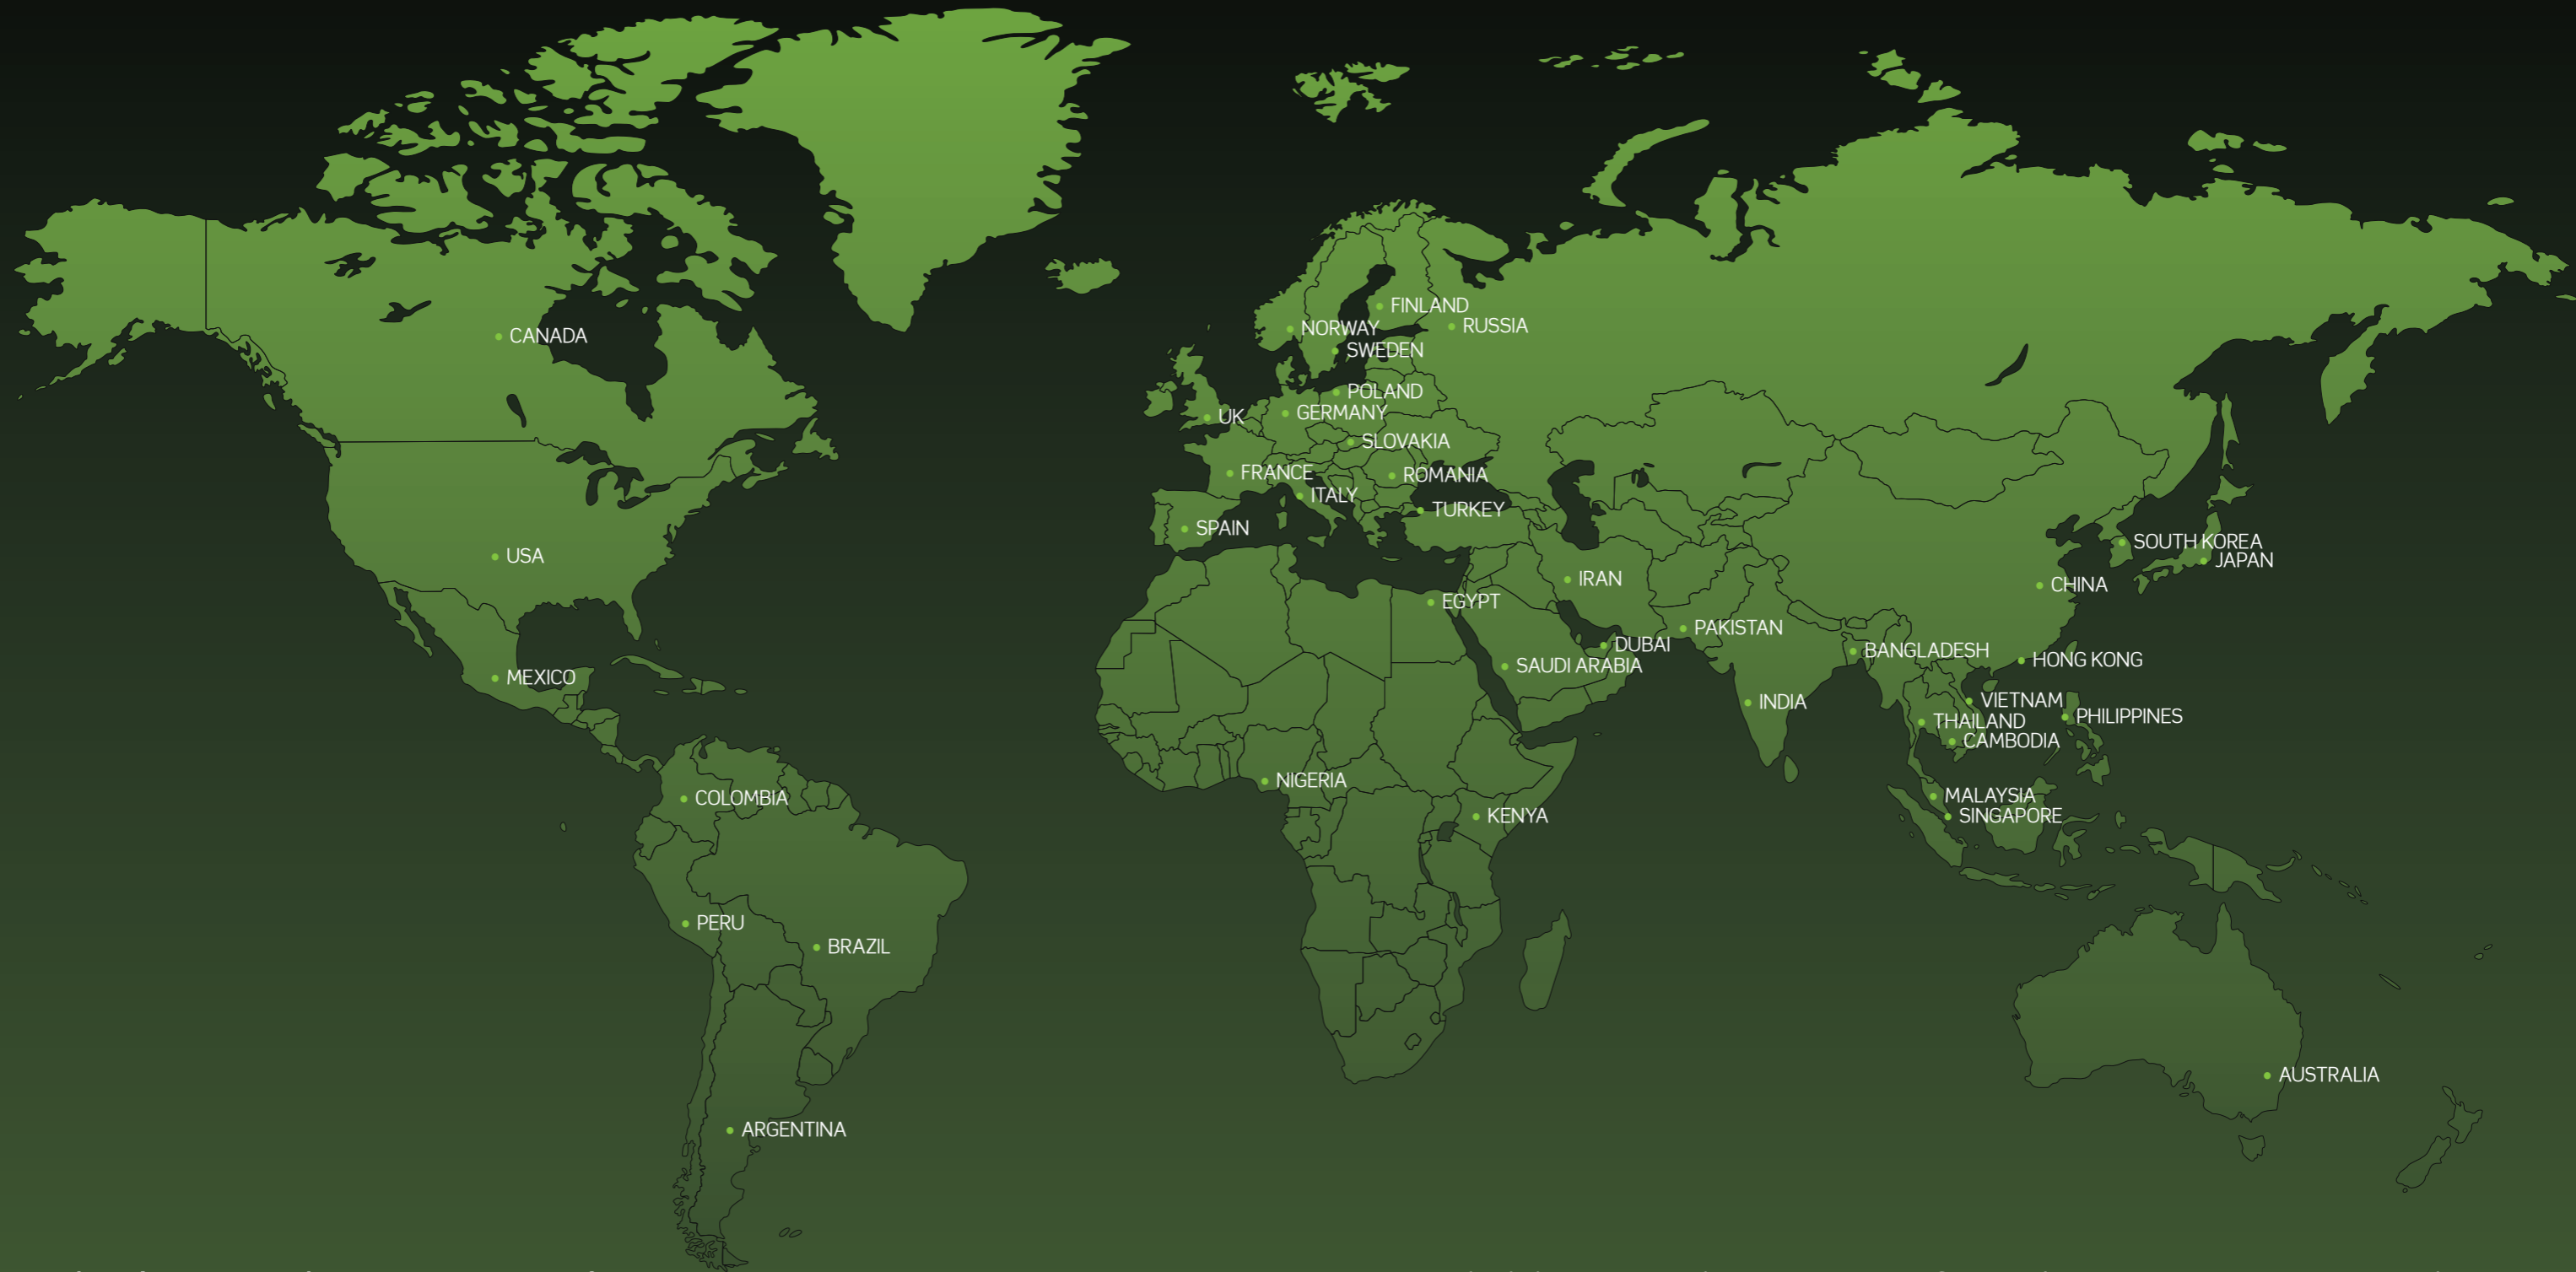 FINLAND
RUSSIA
NORWAY
CANADA
SWEDEN
POLAND
GERMANY
UK
SLOVAKIA
FRANCE
ROMANIA
ITALY
TURKEY
SPAIN
SOUTH KOREA
USA
JAPAN
IRAN
CHINA
EGYPT
PAKISTAN
DUBAI
BANGLADESH
HONG KONG
SAUDI ARABIA
MEXICO
VIETNAM
INDIA
PHILIPPINES
THAILAND
CAMBODIA
NIGERIA
MALAYSIA
COLOMBIA
KENYA
SINGAPORE
PERU
BRAZIL
AUSTRALIA
ARGENTINA